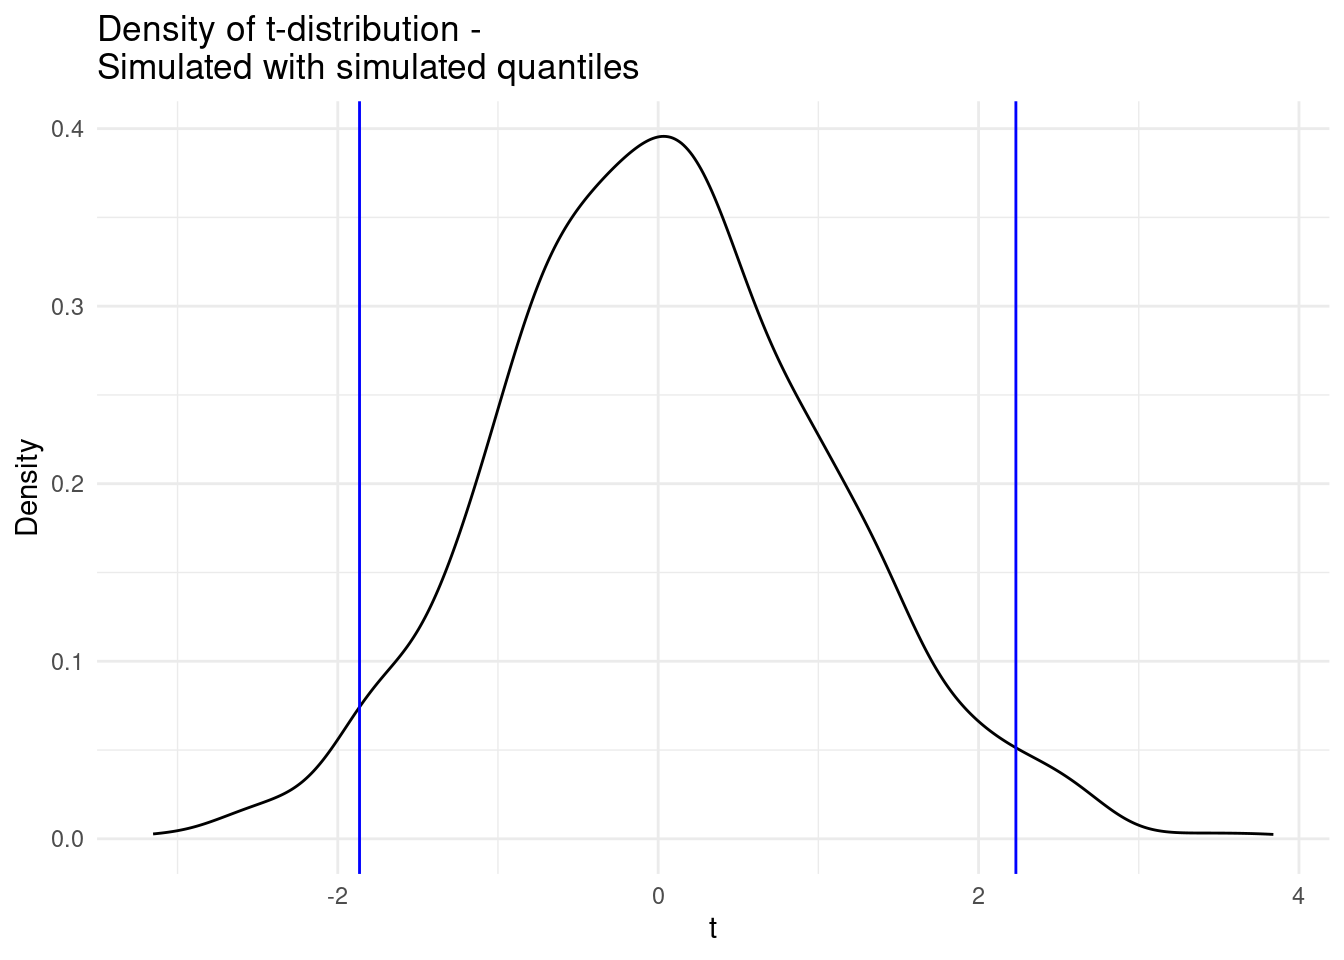 Density of t-distribution -
Simulated with simulated quantiles
0.4
0.3
0.2
0.1
0.0
Density
-2
0
2
4
t